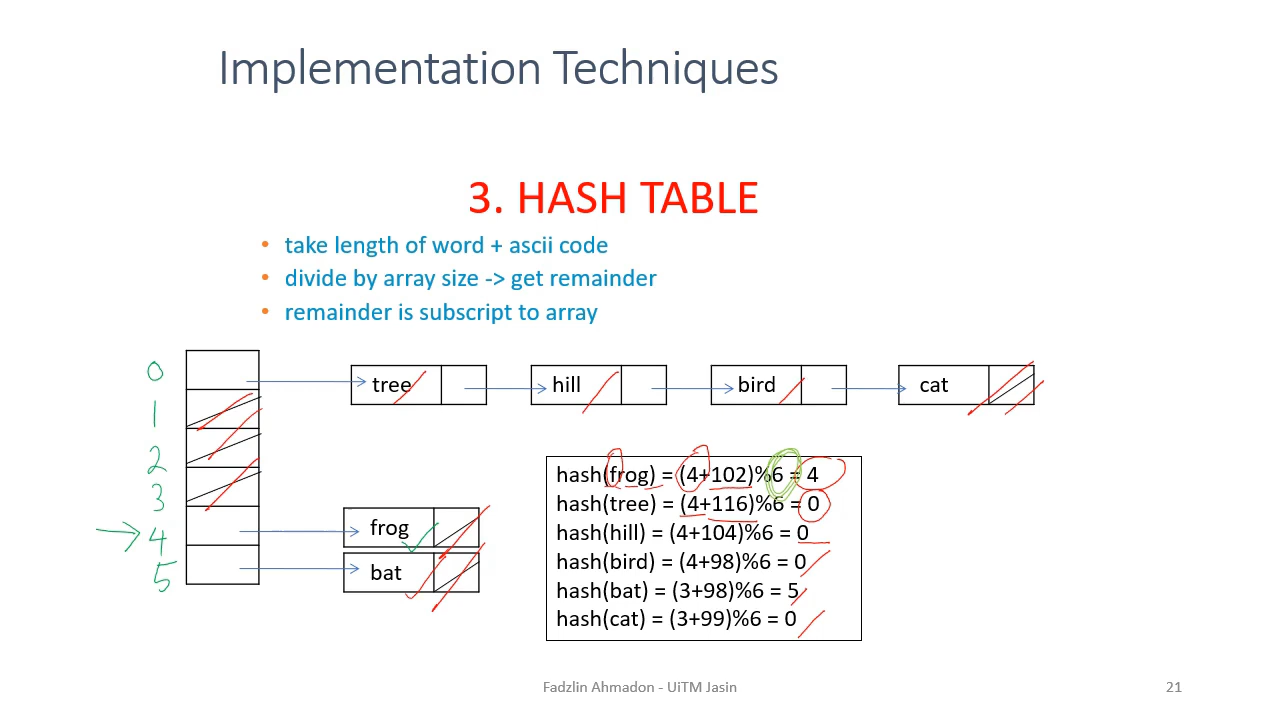 Implementation Techniques
3. HASH TABLE
• take length of word + ascii code
• divide by array size -> get remainder
• remainder is subscript to array
0
tree hill bird cat
1
2
3
4
5
frog
bat
hash(frog) = (4+102)%6 = 4
hash(tree) = (4+116)%6 = 0
hash(hill) = (4+104)%6 = 0
hash(bird) = (4+98)%6 = 0
hash(bat) = (3+98)%6 = 5
hash(cat) = (3+99)%6 = 0
Fadzlin Ahmadon - UiTM Jasin
21